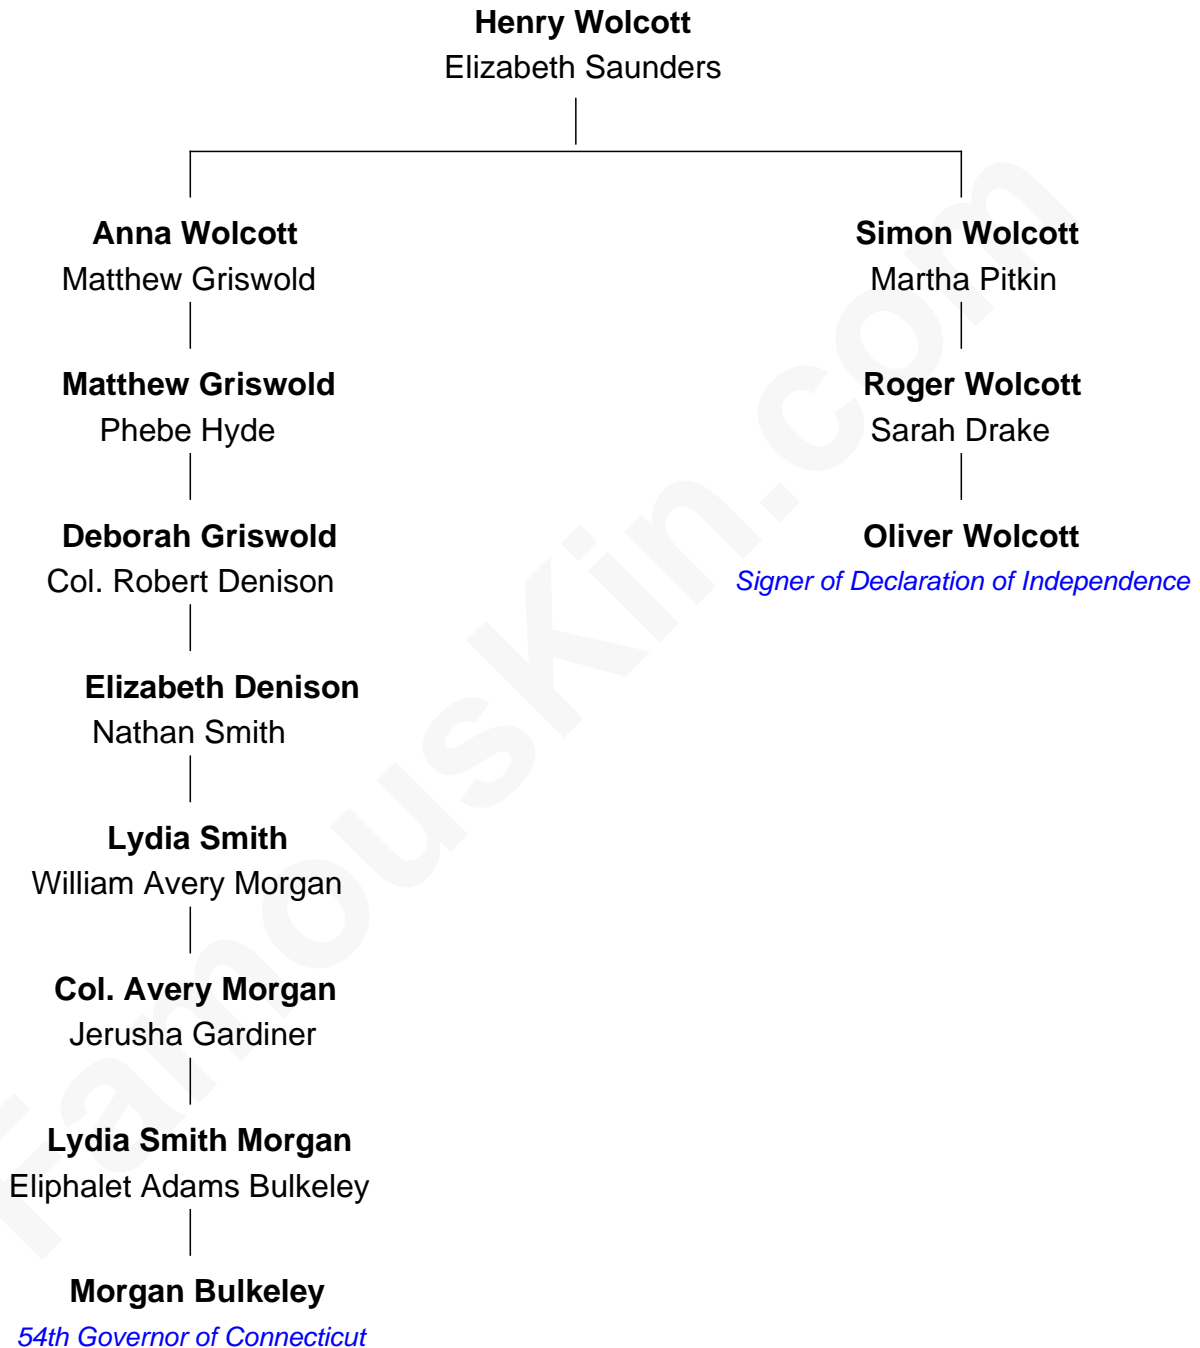 Henry Wolcott
Elizabeth Saunders
Anna Wolcott
Matthew Griswold
Simon Wolcott
Martha Pitkin
Matthew Griswold
Phebe Hyde
Roger Wolcott
Sarah Drake
Deborah Griswold
Col. Robert Denison
Oliver Wolcott
Signer of Declaration of Independence
Elizabeth Denison
Nathan Smith
Lydia Smith
William Avery Morgan
Col. Avery Morgan
Jerusha Gardiner
Lydia Smith Morgan
Eliphalet Adams Bulkeley
Morgan Bulkeley
54th Governor of Connecticut
FamousKin.com